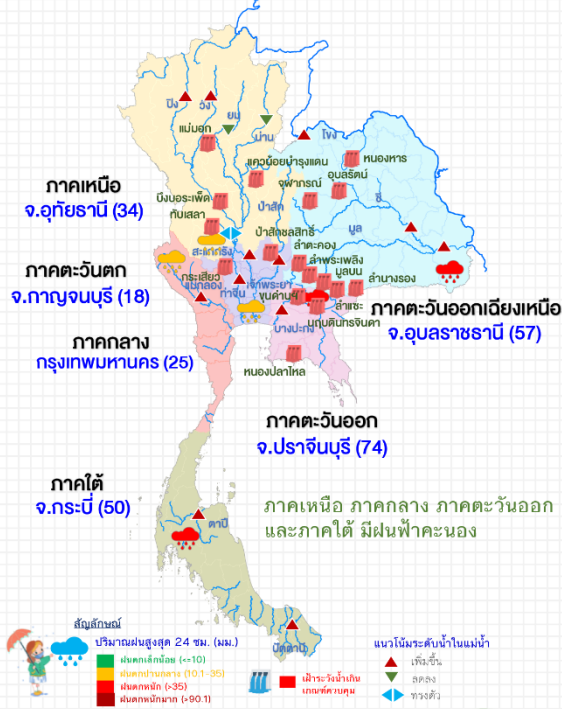 ปิง
วัง
ยม
น่าน
แม่มอก
โขง
หนองหาร
แควน้อยบำรุงแดน
อุบลรัตน์
จุฬาภรณ์
ชี
ภาคเหนือ
จ.อุทัยธานี (34)
บึงบอระเพ็ด
ทับเสลา
ป่าสัก
มูล
ป่าสักชลสิทธิ์
ลำตะคอง
สะแกกรัง
ลำพระเพลิง
ภาคตะวันตก
จ.กาญจนบุรี (18)
กระเสียว
แม่กลอง
เจ้าพระยา
มูลบน
ลำนางรอง
ท่าจีน
ขุนด่านฯ
ลำแซะ
ภาคตะวันออกเฉียงเหนือ
จ.อุบลราชธานี (57)
นฤบดินทรจินดา
บางปะกง
ภาคกลาง
กรุงเทพมหานคร (25)
หนองปลาไหล
ภาคตะวันออก
จ.ปราจีนบุรี (74)
ภาคใต้
จ.กระบี่ (50)
ภาคเหนือ ภาคกลาง ภาคตะวันออก
และภาคใต้ มีฝนฟ้าคะนอง
ตาปี
ปัตตานี
สัญลักษณ์
ปริมาณฝนสูงสุด 24 ชม. (มม.)
ฝนตกเล็กน้อย (<=10)
ฝนตกปานกลาง (10.1-35)
ฝนตกหนัก (>35)
ฝนตกหนักมาก (>90.1)
เฝ้าระวังน้ำเกิน
เกณฑ์ควบคุม
แนวโน้มระดับน้ำในแม่น้ำ
เพิ่มขึ้น
ลดลง
ทรงตัว